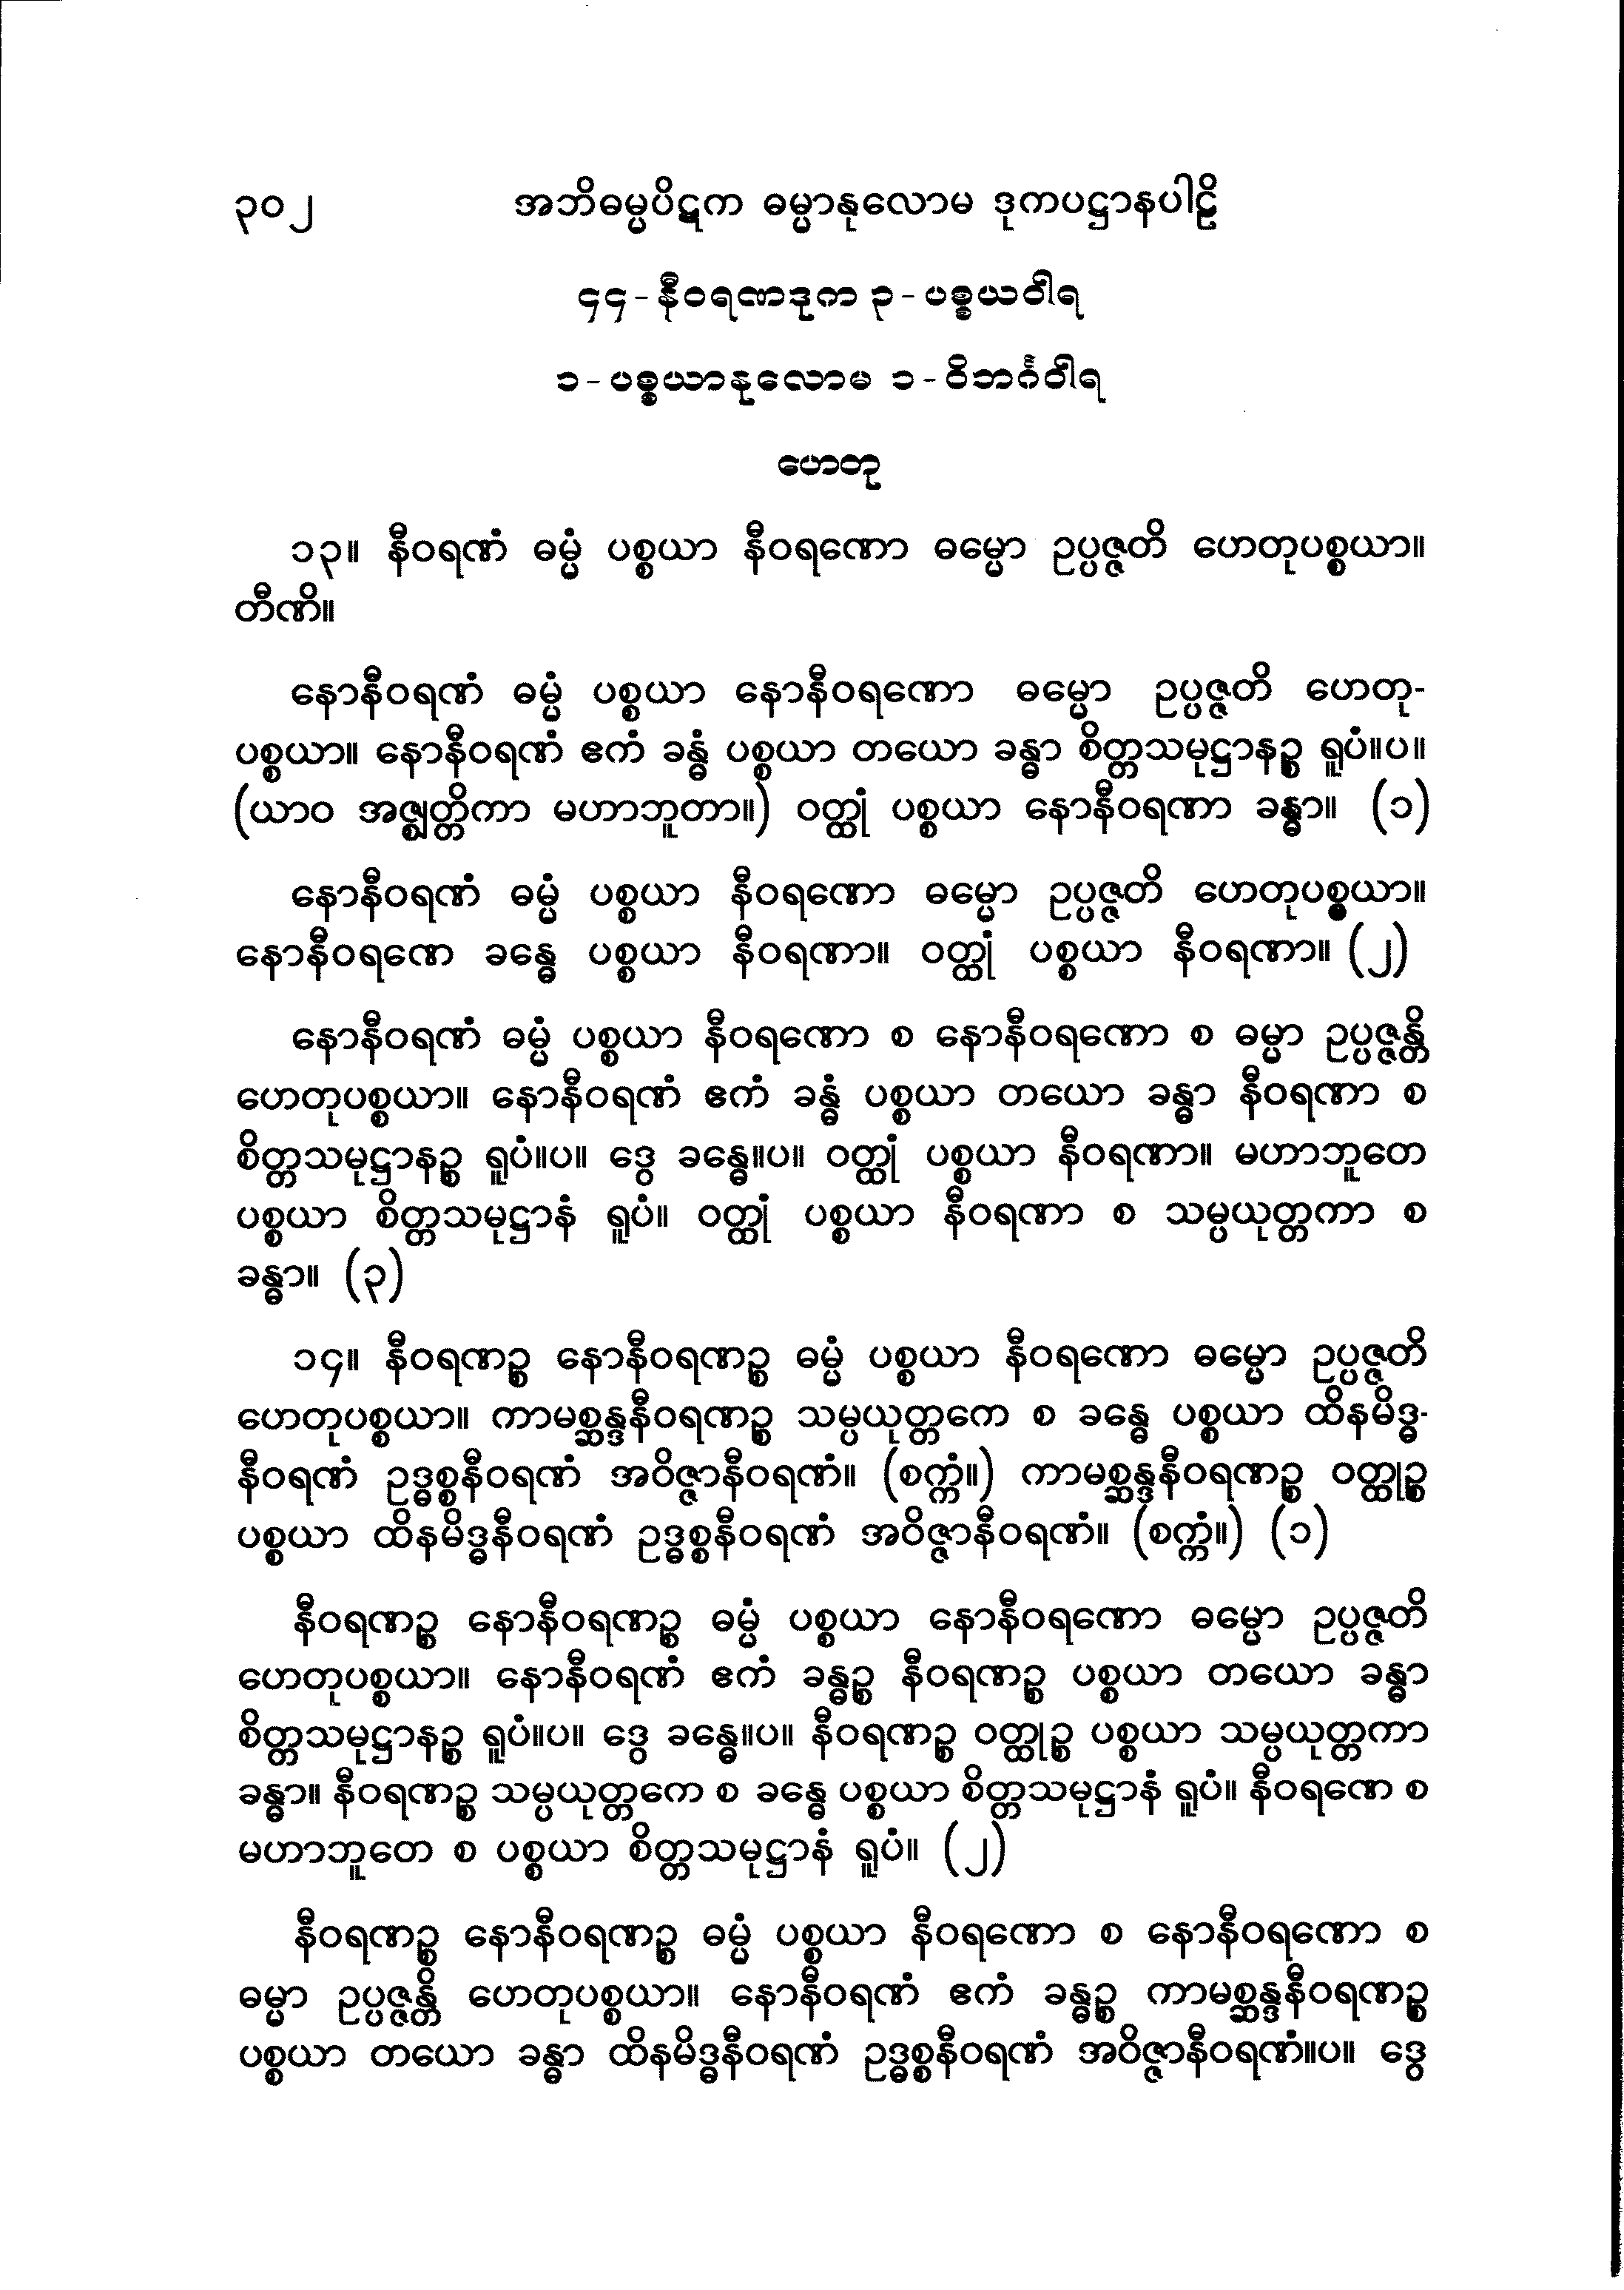 ၃၀၂ အဘိဓမ္မပိဋက ဓမ္မာနုလောမ ဒုကပဋ္ဌာနပါဠိ
၄၄-နီဝရဏဒုက ၃-ပစ္စယဝါရ
၁-ပစ္စယာနုလောမ ၁-ဝိဘင်္ဂဝါရ
ဟေတု
၁၃။ နီဝရဏံ ဓမ္မံ ပစ္စယာ နီဝရဏော ဓမ္မော ဥပ္ပဇ္ဇတိ ဟေတုပစ္စယာ။
တီဏိ။
နောနီဝရဏံ ဓမ္မံ ပစ္စယာ နောနီဝရဏော ဓမ္မော ဥပ္ပဇ္ဇတိ ဟေတု-
ပစ္စယာ။ နောနီဝရဏံ ဧကံ ခန္ဓံ ပစ္စယာ တယော ခန္ဓာ စိတ္တသမုဋ္ဌာနဉ္စ ရူပံ။ပ။
(ယာဝ အဇ္ဈတ္တိကာ မဟာဘူတာ။) ဝတ္ထုံ ပစ္စယာ နောနီဝရဏာ ခန္ဓာ။ (၁)
နောနီဝရဏံ ဓမ္မံ ပစ္စယာ နီဝရဏော ဓမ္မော ဥပ္ပဇ္ဇတိ ဟေတုပစ္စယာ။
နောနီဝရဏေ ခန္ဓေ ပစ္စယာ နီဝရဏာ။ ဝတ္ထုံ ပစ္စယာ နီဝရဏာ။ (၂)
နောနီဝရဏံ ဓမ္မံ ပစ္စယာ နီဝရဏော စ နောနီဝရဏော စ ဓမ္မာ ဥပ္ပဇ္ဇန္တိ
ဟေတုပစ္စယာ။ နောနီဝရဏံ ဧကံ ခန္ဓံ ပစ္စယာ တယော ခန္ဓာ နီဝရဏာ စ
စိတ္တသမုဋ္ဌာနဉ္စ ရူပံ။ပ။ ဒွေ ခန္ဓေ။ပ။ ဝတ္ထုံ ပစ္စယာ နီဝရဏာ။ မဟာဘူတေ
ပစ္စယာ စိတ္တသမုဋ္ဌာနံ ရူပံ။ ဝတ္ထုံ ပစ္စယာ နီဝရဏာ စ သမ္ပယုတ္တကာ စ
ခန္ဓာ။ (၃)
၁၄။ နီဝရဏဉ္စ နောနီဝရဏဉ္စ ဓမ္မံ ပစ္စယာ နီဝရဏော ဓမ္မော ဥပ္ပဇ္ဇတိ
ဟေတုပစ္စယာ။ ကာမစ္ဆန္ဒနီဝရဏဉ္စ သမ္ပယုတ္တကေ စ ခန္ဓေ ပစ္စယာ ထိနမိဒ္ဓ-
နီဝရဏံ ဥဒ္ဓစ္စနီဝရဏံ အဝိဇ္ဇာနီဝရဏံ။ (စက္ကံ။) ကာမစ္ဆန္ဒနီဝရဏဉ္စ ဝတ္ထုဉ္စ
ပစ္စယာ ထိနမိဒ္ဓနီဝရဏံ ဥဒ္ဓစ္စနီဝရဏံ အဝိဇ္ဇာနီဝရဏံ။ (စက္ကံ။) (၁)
နီဝရဏဉ္စ နောနီဝရဏဉ္စ ဓမ္မံ ပစ္စယာ နောနီဝရဏော ဓမ္မော ဥပ္ပဇ္ဇတိ
ဟေတုပစ္စယာ။ နောနီဝရဏံ ဧကံ ခန္ဓဉ္စ နီဝရဏဉ္စ ပစ္စယာ တယော ခန္ဓာ
စိတ္တသမုဋ္ဌာနဉ္စ ရူပံ။ပ။ ဒွေ ခန္ဓေ။ပ။ နီဝရဏဉ္စ ဝတ္ထုဉ္စ ပစ္စယာ သမ္ပယုတ္တကာ
ခန္ဓာ။ နီဝရဏဉ္စ သမ္ပယုတ္တကေ စ ခန္ဓေ ပစ္စယာ စိတ္တသမုဋ္ဌာနံ ရူပံ။ နီဝရဏေ စ
မဟာဘူတေ စ ပစ္စယာ စိတ္တသမုဋ္ဌာနံ ရူပံ။ (၂)
နီဝရဏဉ္စ နောနီဝရဏဉ္စ ဓမ္မံ ပစ္စယာ နီဝရဏော စ နောနီဝရဏော စ
ဓမ္မာ ဥပ္ပဇ္ဇန္တိ ဟေတုပစ္စယာ။ နောနီဝရဏံ ဧကံ ခန္ဓဉ္စ ကာမစ္ဆန္ဒနီဝရဏဉ္စ
ပစ္စယာ တယော ခန္ဓာ ထိနမိဒ္ဓနီဝရဏံ ဥဒ္ဓစ္စနီဝရဏံ အဝိဇ္ဇာနီဝရဏံ။ပ။ ဒွေ